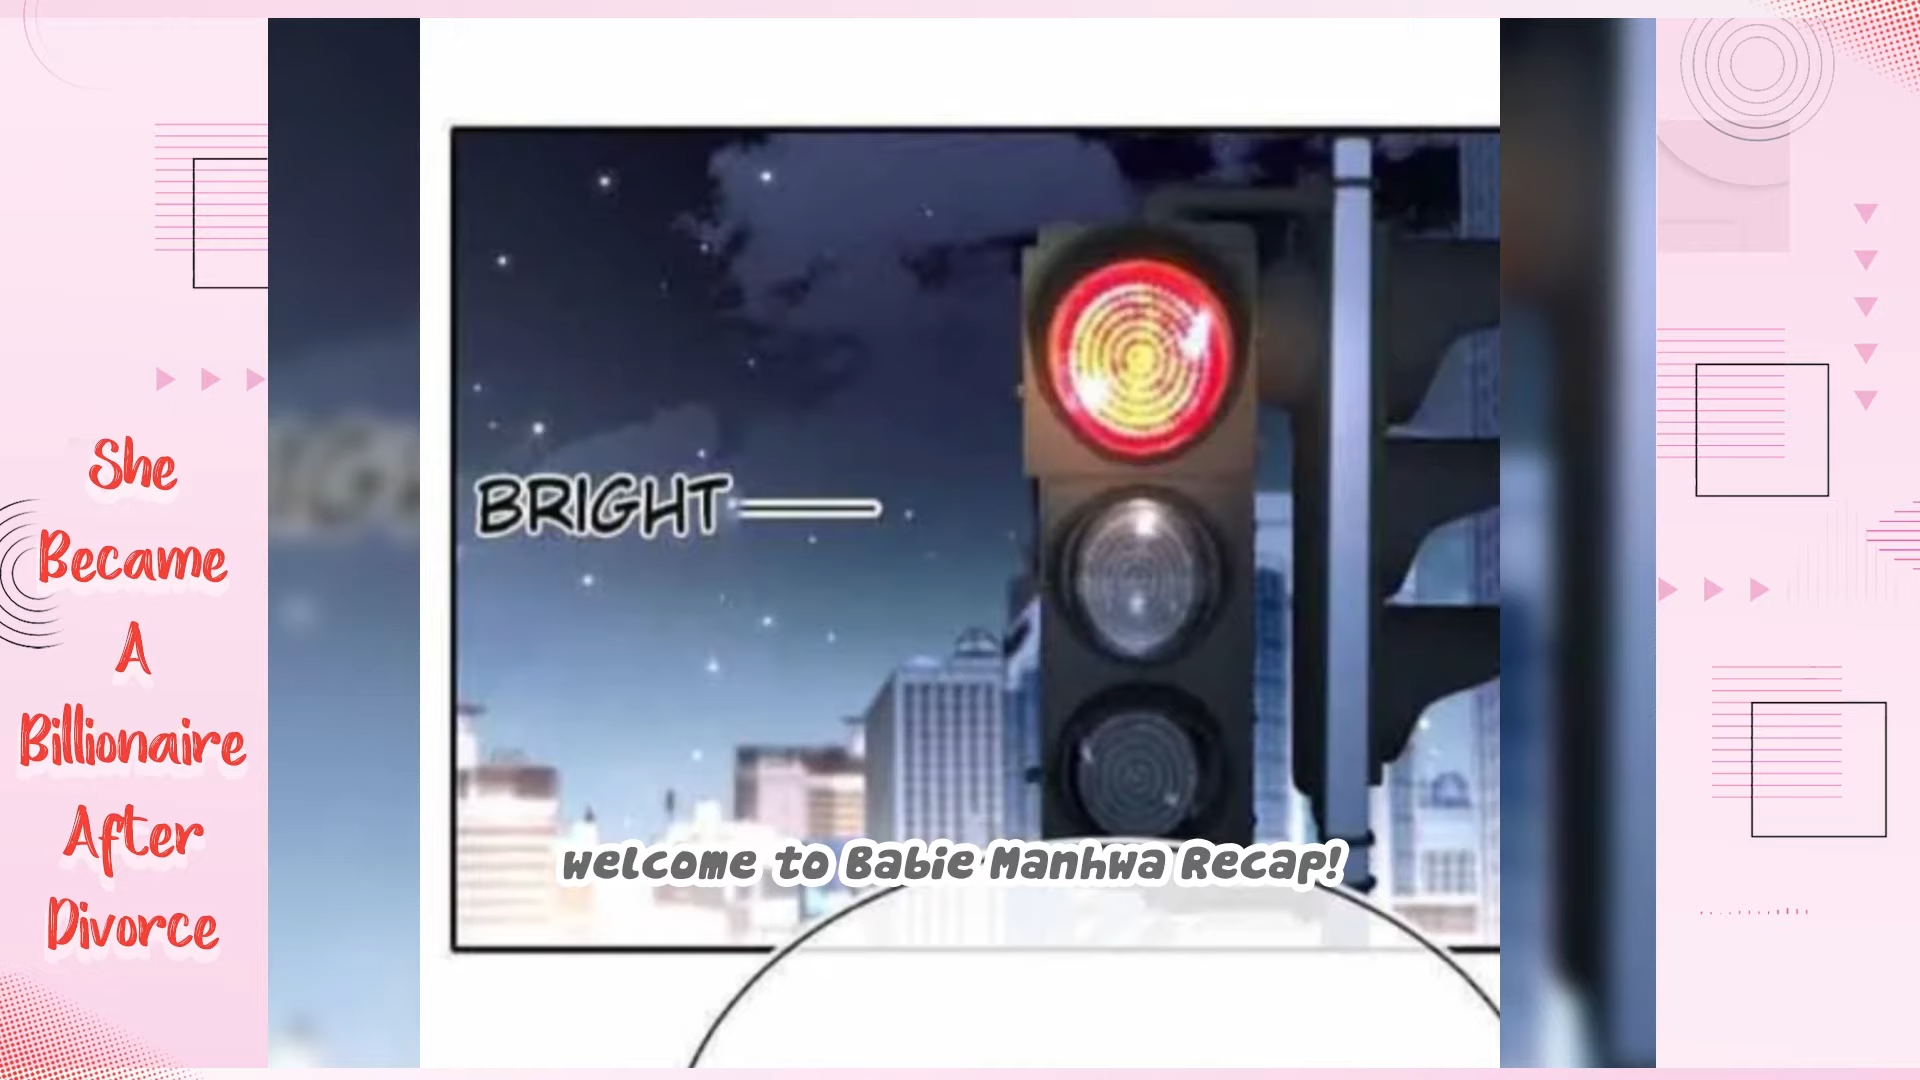 She
Became
A
Billionaire
After
Divorce
BRIGHT
welcome to Babie Manhwa Recap!